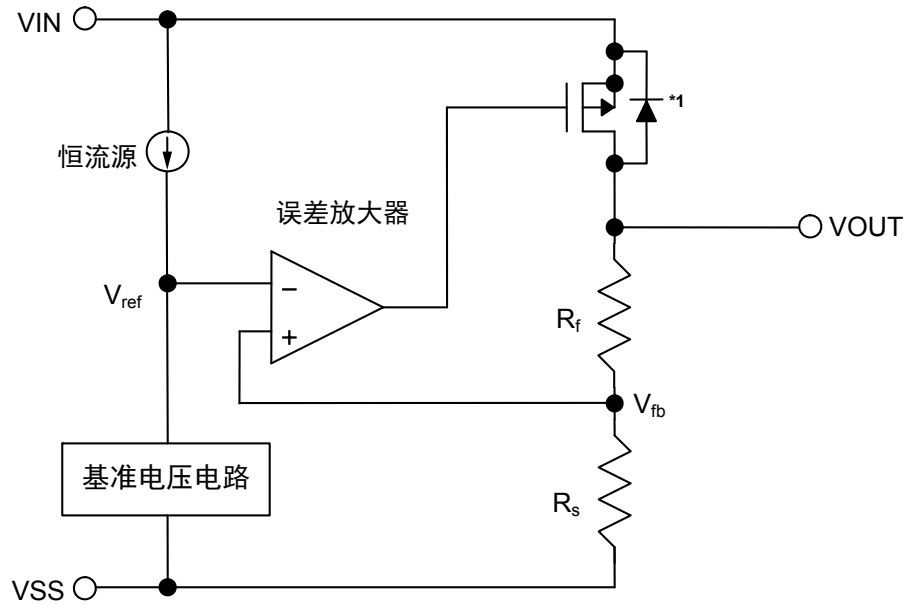 VIN
*1
恒流源
误差放大器
VOUT
Vref
−
+
Rf
Vfb
基准电压电路
Rs
VSS